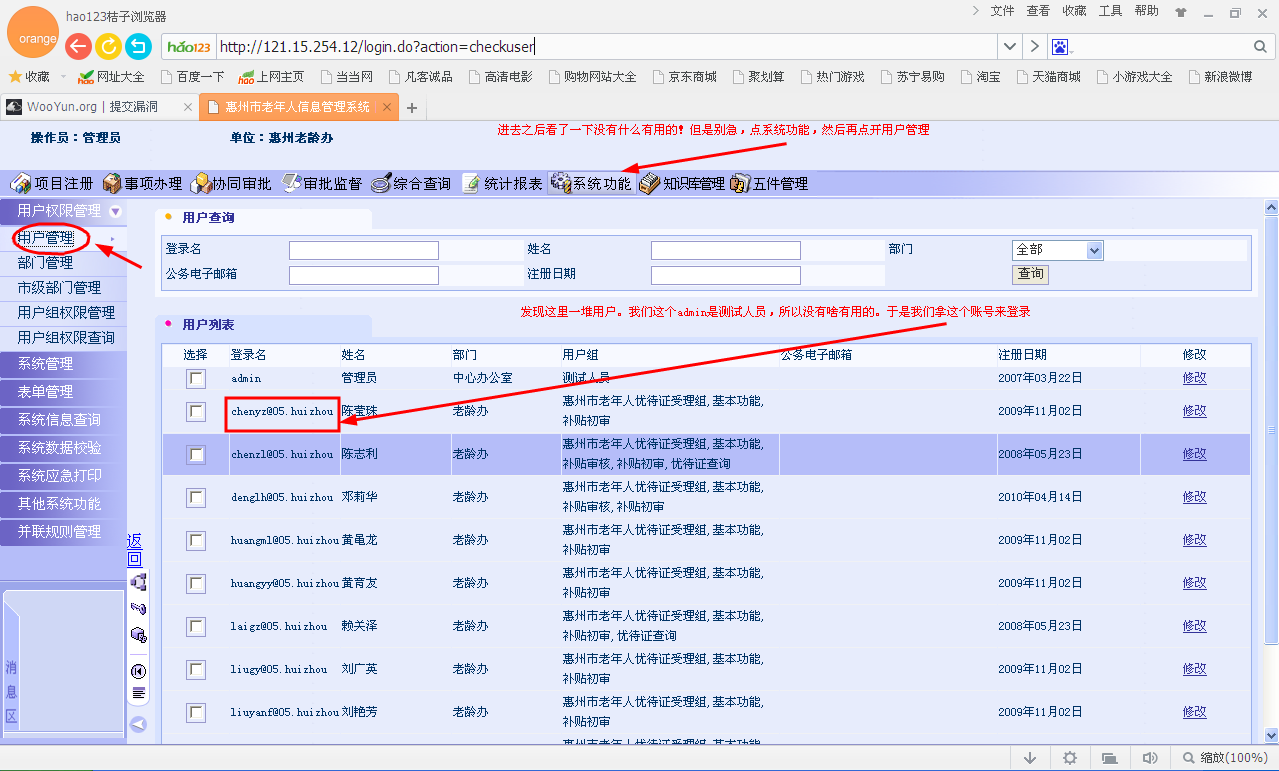 hao123桔子浏览器
文件 查看 收藏 工具 帮助
orange
hao123 http://121.15.254.12/login.do?action=checkuser
收藏 网址大全 百度一下 上网主页 当当网 凡客诚品 高清电影 购物网站大全 京东商城 聚划算 热门游戏 苏宁易购 淘宝 天猫商城 小游戏大全 新浪微博
WooYun.org | 提交漏洞 惠州市老年人信息管理系统
操作员：管理员 单位：惠州老龄办
进去之后看了一下没有什么有用的！但是别急，点系统功能，然后再点开用户管理
项目注册 事项办理 协同审批 审批监督 综合查询 统计报表 系统功能 知识库管理 五件管理
用户权限管理
用户管理
部门管理
市级部门管理
用户组权限管理
用户组权限查询
系统管理
表单管理
系统信息查询
系统数据校验
系统应急打印
其他系统功能
并联规则管理
返回
消息区
用户查询
登录名 姓名 部门 全部
公务电子邮箱 注册日期 查询
发现这里一堆用户。我们这个admin是测试人员，所以没有啥有用的。于是我们拿这个账号来登录
用户列表
选择 登录名 姓名 部门 用户组 公务电子邮箱 注册日期 修改
admin 管理员 中心办公室 测试人员 2007年03月22日 修改
chenyz@05.huizhou 陈莹珠 老龄办 惠州市老年人优待证受理组,基本功能,补贴初审 2009年11月02日 修改
chenzl@05.huizhou 陈志利 老龄办 惠州市老年人优待证受理组,基本功能,补贴审核,补贴初审,优待证查询 2008年05月23日 修改
denglh@05.huizhou 邓莉华 老龄办 惠州市老年人优待证受理组,基本功能,补贴审核,补贴初审 2010年04月14日 修改
huangml@05.huizhou 黄黾龙 老龄办 惠州市老年人优待证受理组,基本功能,补贴初审 2009年11月02日 修改
huangyy@05.huizhou 黄育友 老龄办 惠州市老年人优待证受理组,基本功能,补贴初审 2009年11月02日 修改
laigz@05.huizhou 赖关泽 老龄办 惠州市老年人优待证受理组,基本功能,补贴初审,优待证查询 2008年05月23日 修改
liugy@05.huizhou 刘广英 老龄办 惠州市老年人优待证受理组,基本功能,补贴初审 2009年11月02日 修改
liuyanf@05.huizhou 刘艳芳 老龄办 惠州市老年人优待证受理组,基本功能,补贴初审 2009年11月02日 修改
缩放(100%)